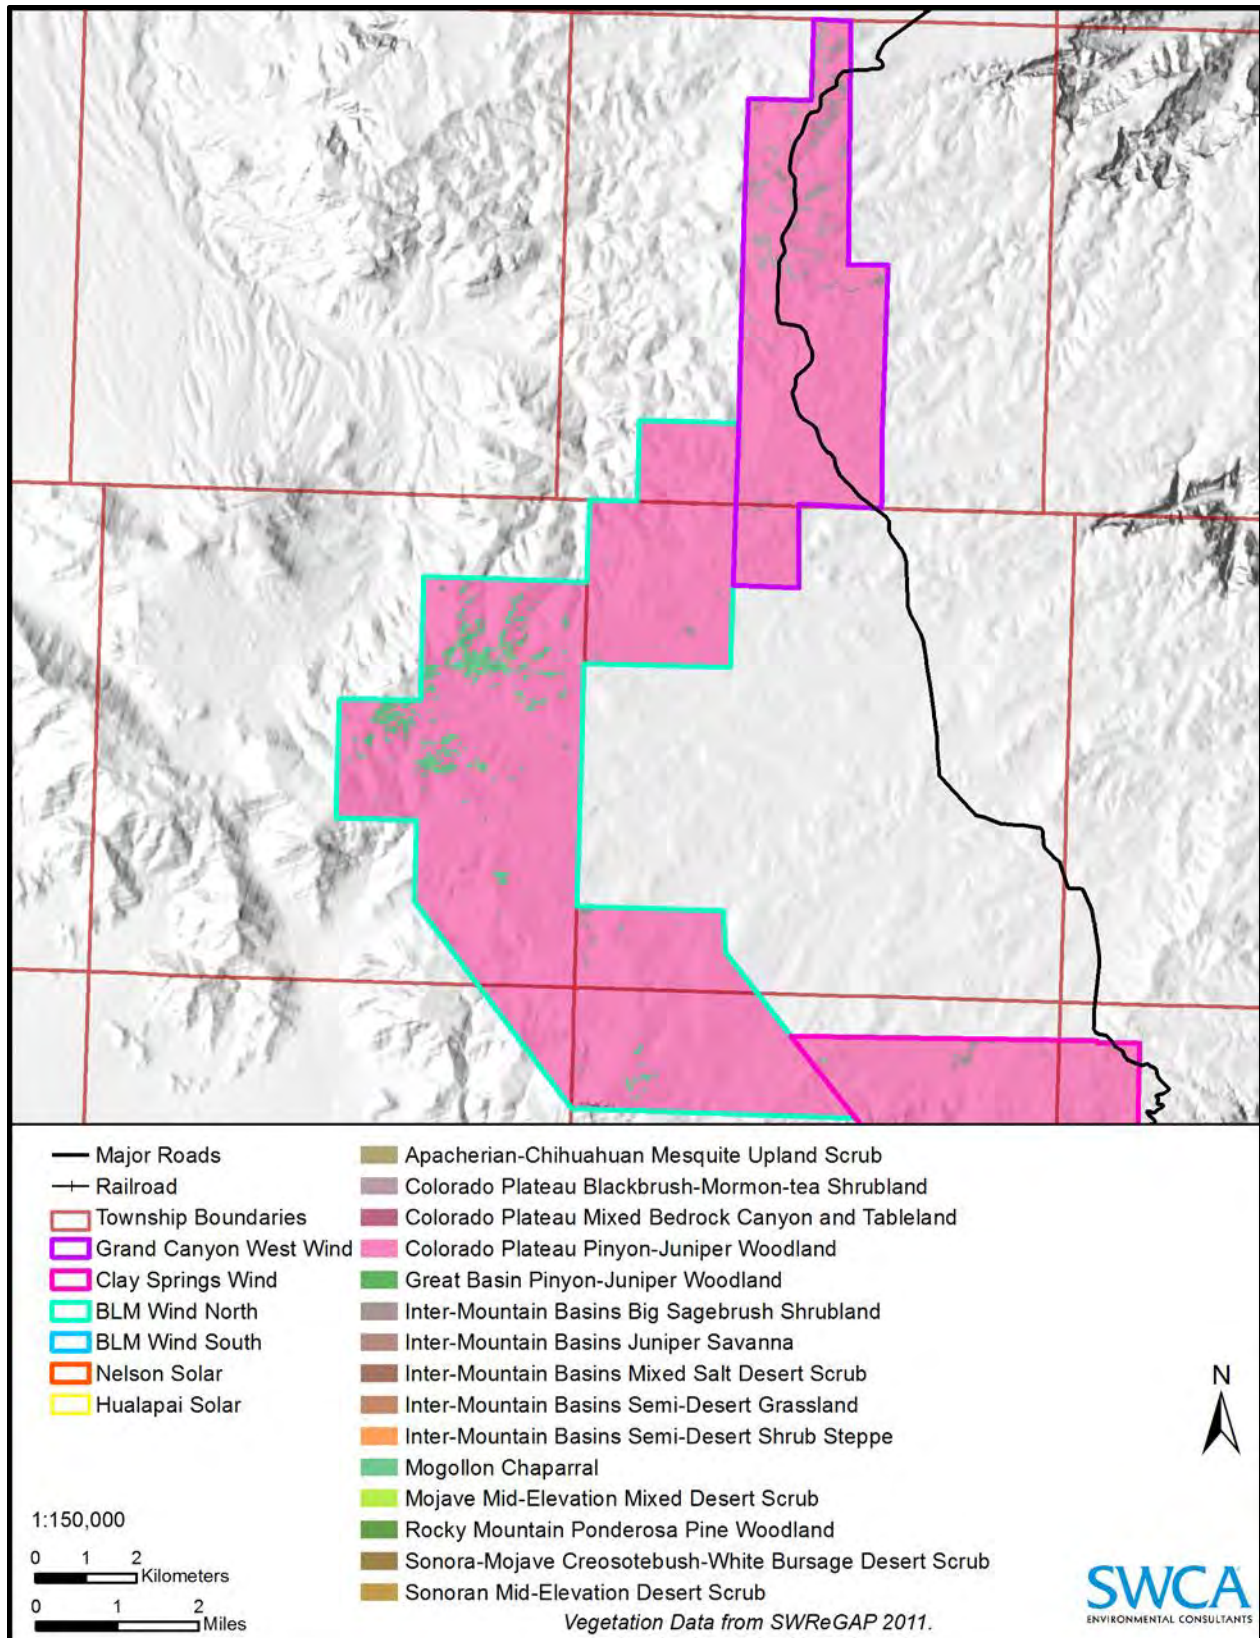 Major Roads
Railroad
Township Boundaries
Grand Canyon West Wind
Clay Springs Wind
BLM Wind North
BLM Wind South
Nelson Solar
Hualapai Solar
Apacherian-Chihuahuan Mesquite Upland Scrub
Colorado Plateau Blackbrush-Mormon-tea Shrubland
Colorado Plateau Mixed Bedrock Canyon and Tableland
Colorado Plateau Pinyon-Juniper Woodland
Great Basin Pinyon-Juniper Woodland
Inter-Mountain Basins Big Sagebrush Shrubland
Inter-Mountain Basins Juniper Savanna
Inter-Mountain Basins Mixed Salt Desert Scrub
Inter-Mountain Basins Semi-Desert Grassland
Inter-Mountain Basins Semi-Desert Shrub Steppe
Mogollon Chaparral
Mojave Mid-Elevation Mixed Desert Scrub
Rocky Mountain Ponderosa Pine Woodland
Sonora-Mojave Creosotebush-White Bursage Desert Scrub
Sonoran Mid-Elevation Desert Scrub
N
1:150,000
0 1 2
Kilometers
0 1 2
Miles
Vegetation Data from SWReGAP 2011.
SWCA
ENVIRONMENTAL CONSULTANTS